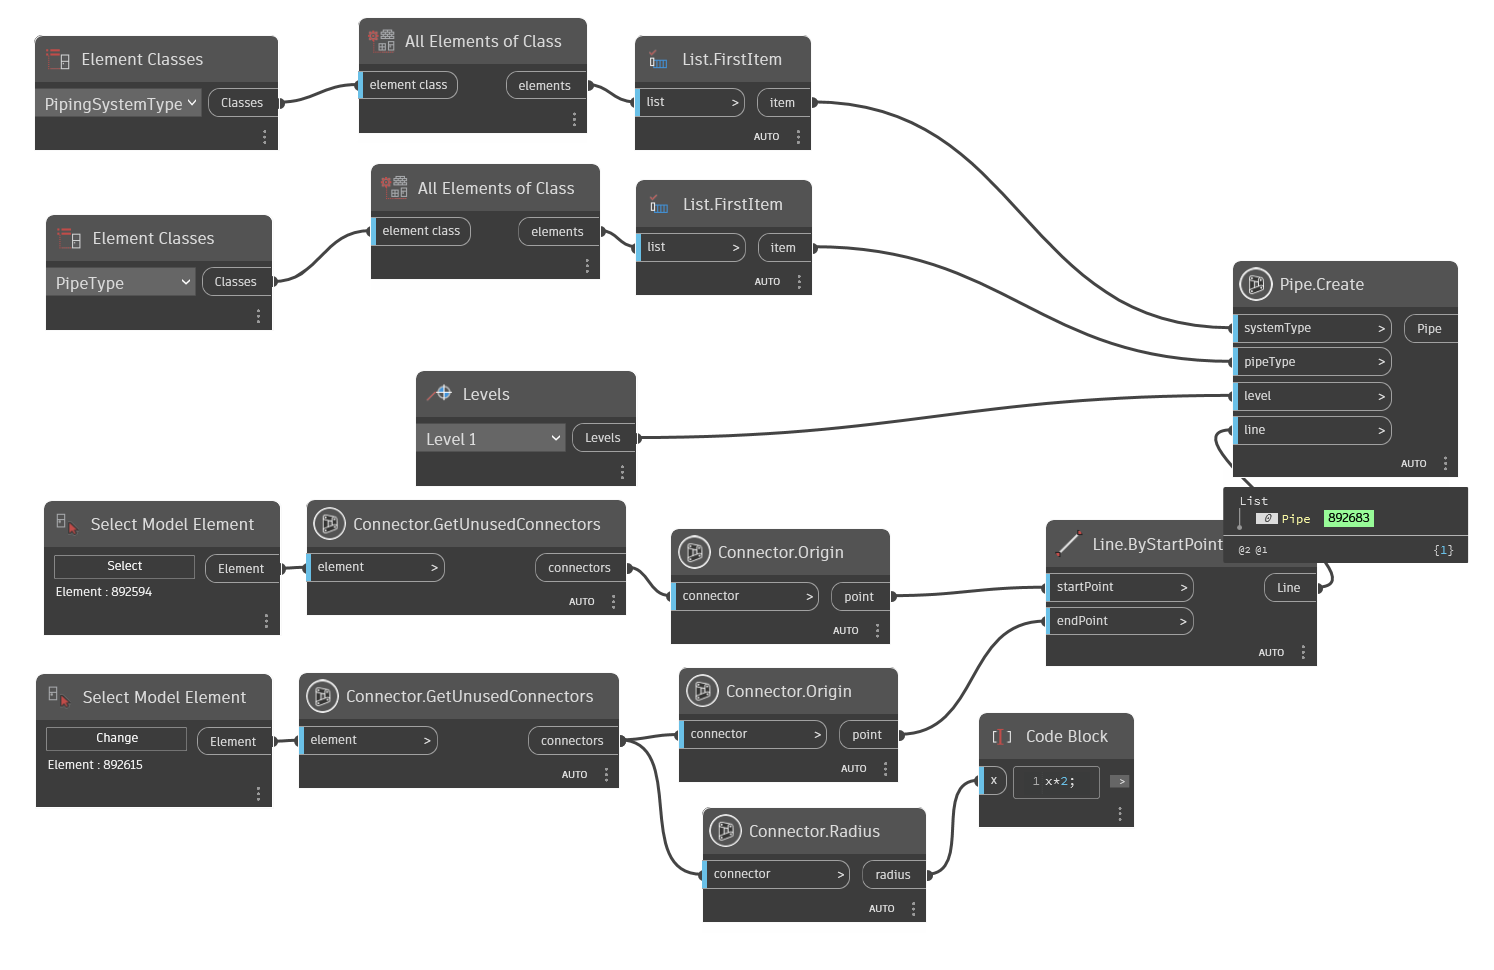 Element Classes
PipingSystemType
Classes
All Elements of Class
element class
elements
List.FirstItem
list >
item
AUTO
Element Classes
PipeType
Classes
All Elements of Class
element class
elements
List.FirstItem
list >
item
AUTO
Levels
Level 1
Levels
Pipe.Create
systemType >
Pipe
pipeType >
level >
line >
AUTO
List
0 Pipe 892683
@2 @1
{1}
Select Model Element
Select
Element
Element : 892594
Connector.GetUnusedConnectors
element >
connectors
AUTO
Connector.Origin
connector >
point
AUTO
Line.ByStartPoint
startPoint >
Line
endPoint >
AUTO
Select Model Element
Change
Element
Element : 892615
Connector.GetUnusedConnectors
element >
connectors
AUTO
Connector.Origin
connector >
point
AUTO
Connector.Radius
connector >
radius
AUTO
Code Block
x
1 x*2;
>